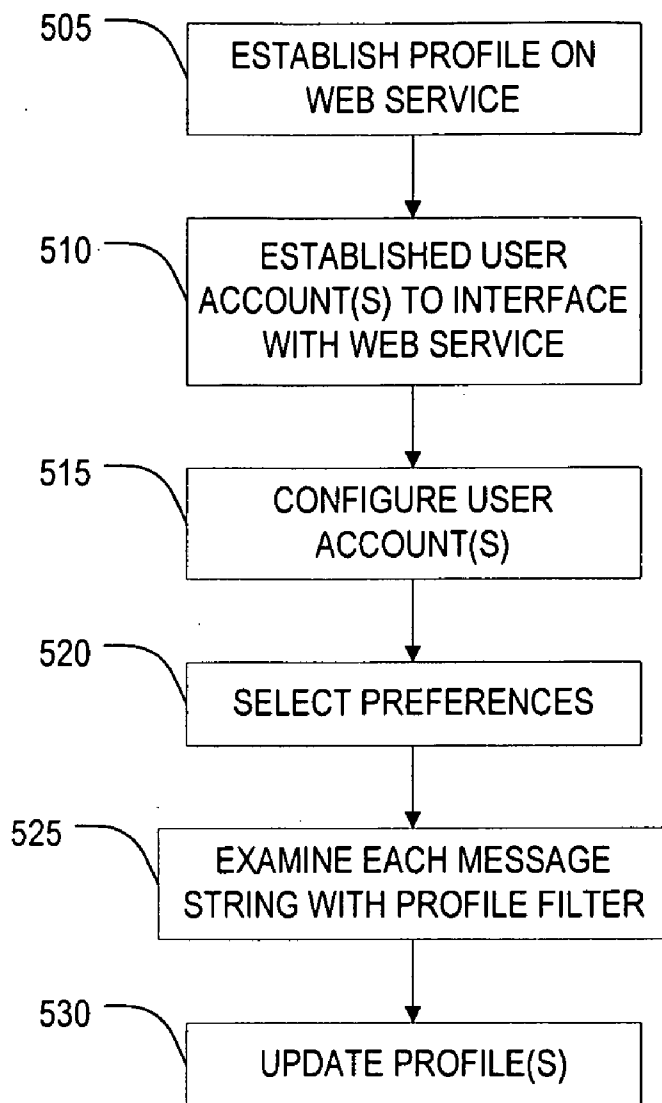 505
ESTABLISH PROFILE ON
WEB SERVICE
510
ESTABLISHED USER
ACCOUNT(S) TO INTERFACE
WITH WEB SERVICE
515
CONFIGURE USER
ACCOUNT(S)
520
SELECT PREFERENCES
525
EXAMINE EACH MESSAGE
STRING WITH PROFILE FILTER
530
UPDATE PROFILE(S)